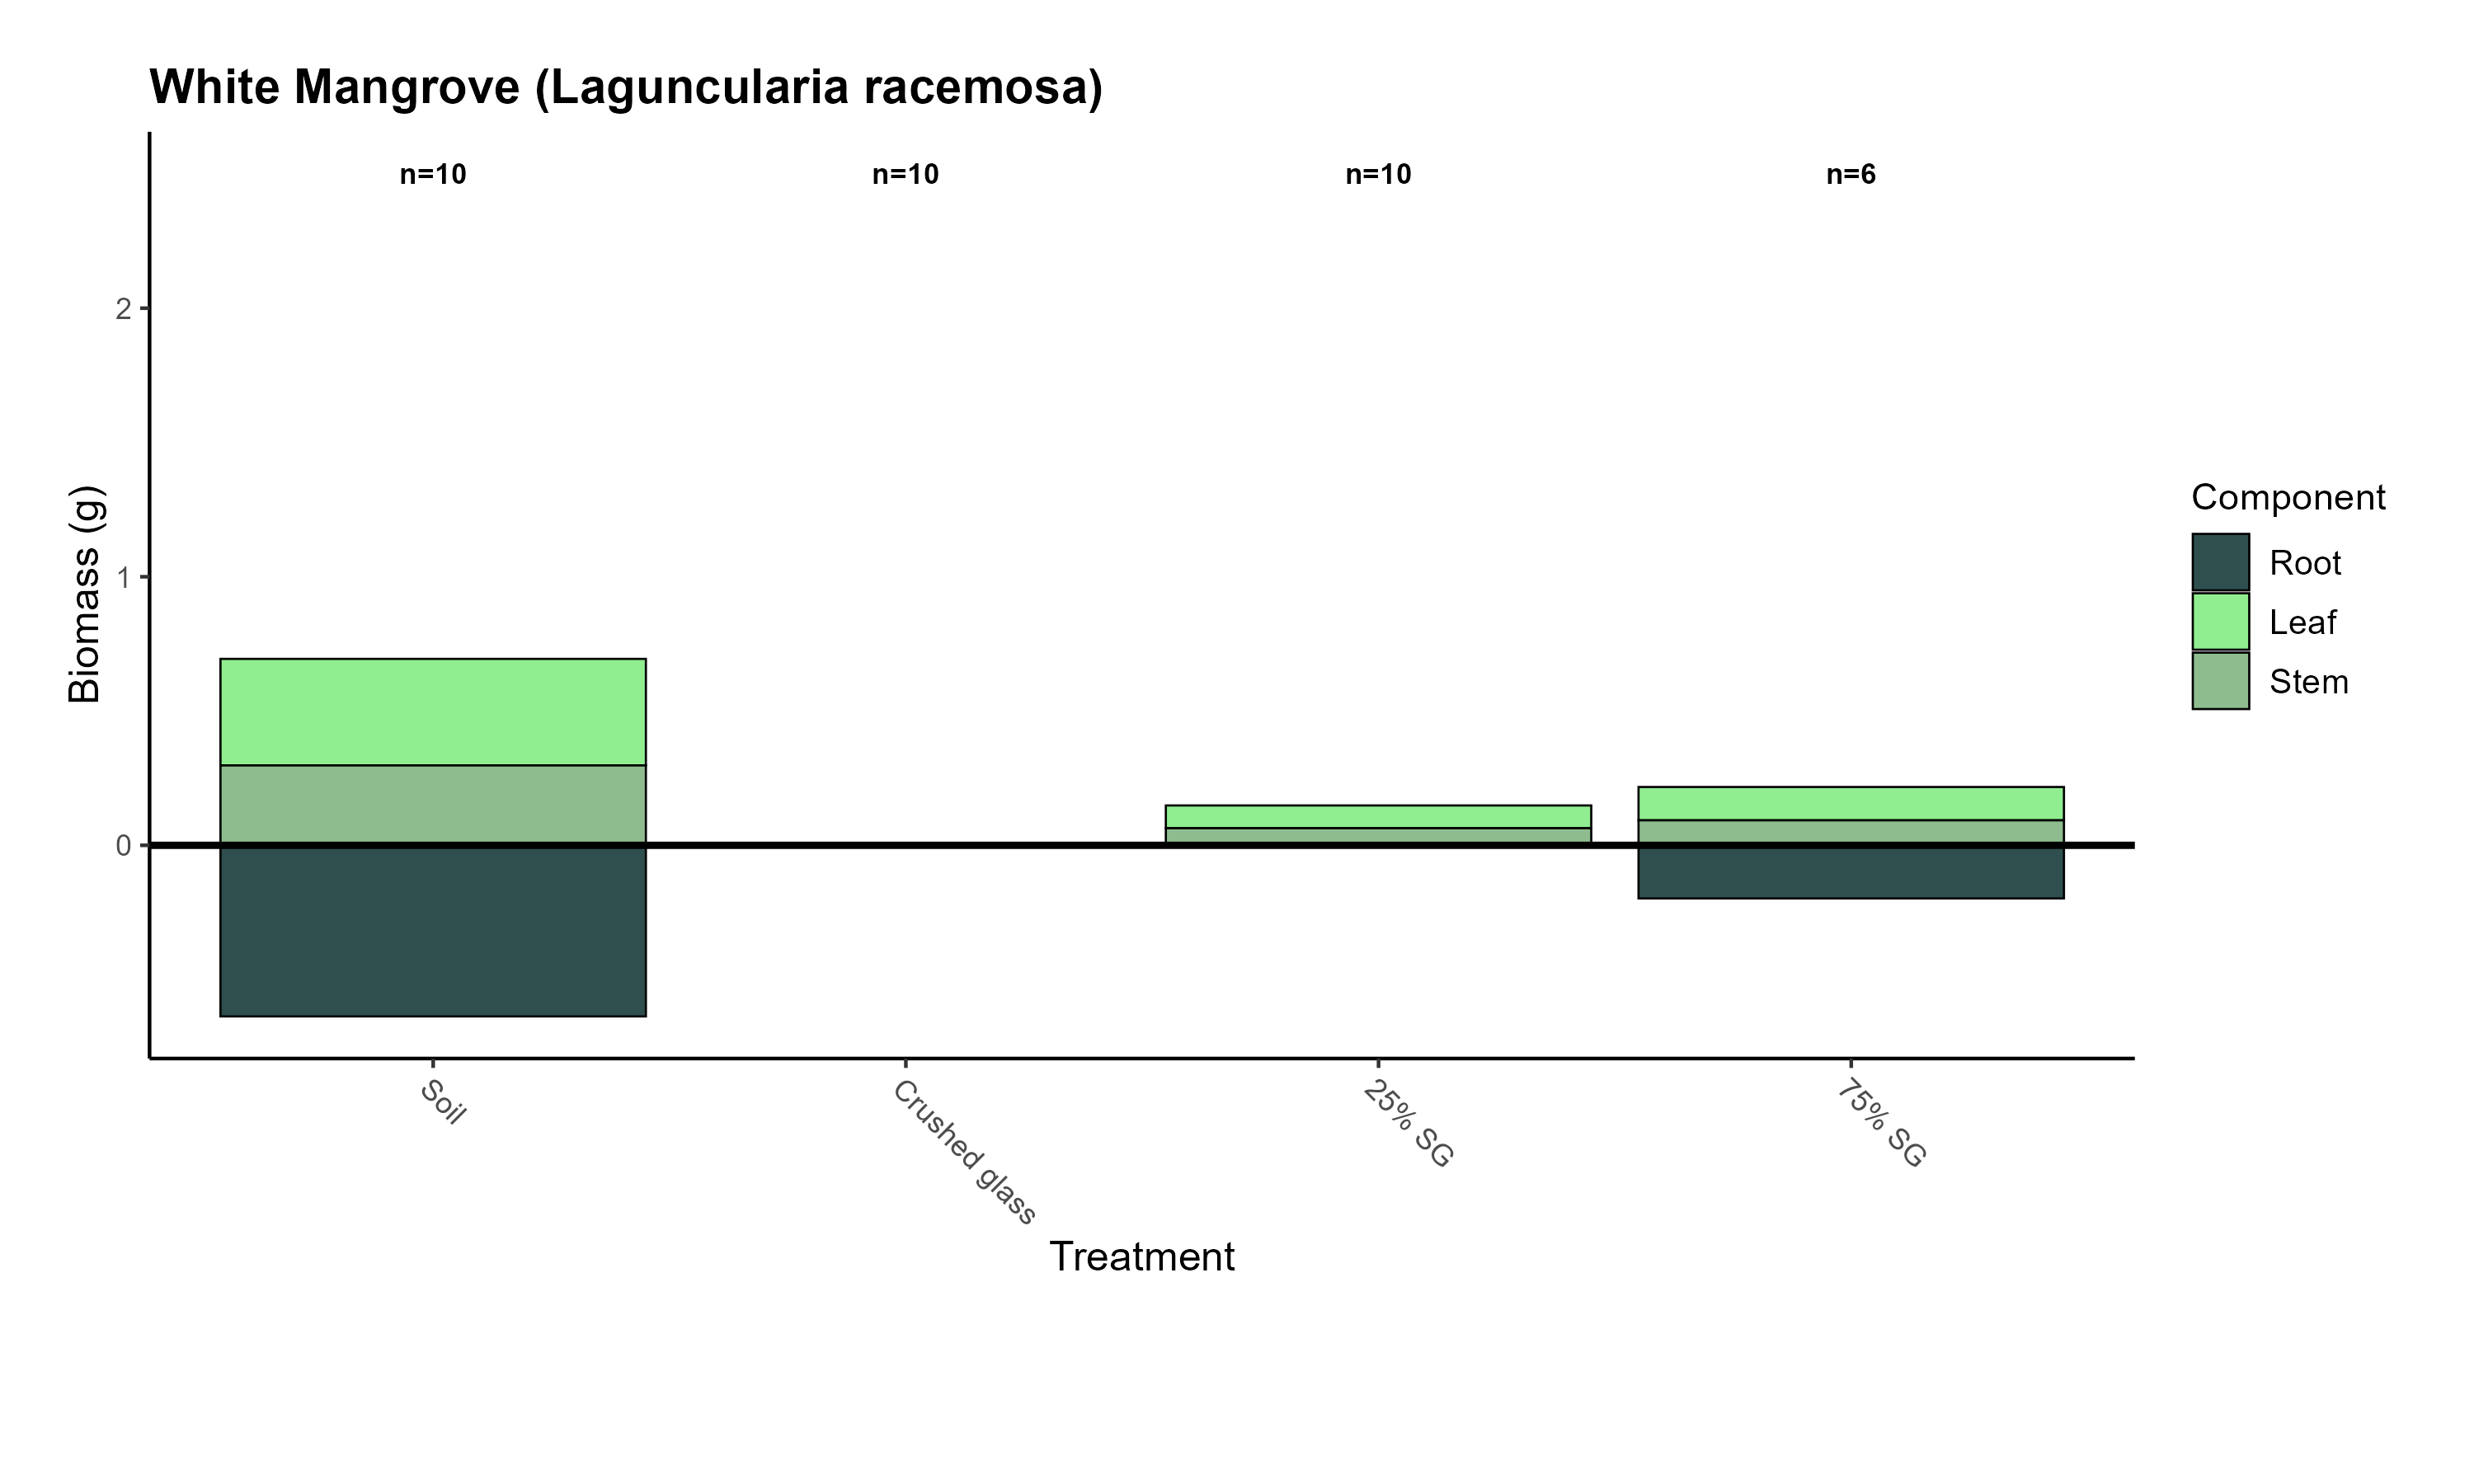 White Mangrove (Laguncularia racemosa)
n=10
n=10
n=10
n=6
2
1
0
Biomass (g)
Soil
Crushed glass
25% SG
75% SG
Treatment
Component
Root
Leaf
Stem